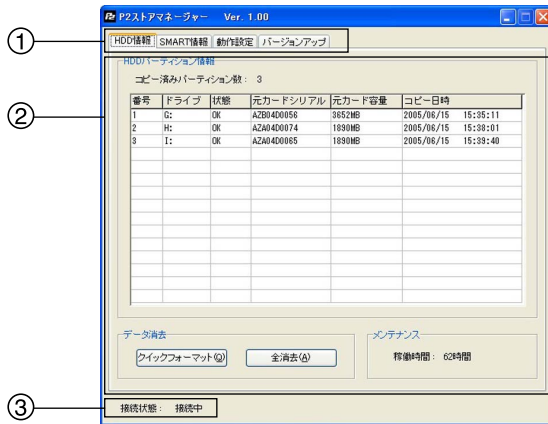 P2 P2ストアマネージャー Ver. 1.00
① HDD情報 SMART情報 動作設定 バージョンアップ
HDDパーティション情報
コピー済みパーティション数： 3
②
番号 ドライブ 状態 元カードシリアル 元カード容量 コピー日時
1 G: OK AZB04D0056 3652MB 2005/06/15 15:35:11
2 H: OK AZA04D0074 1890MB 2005/06/15 15:38:01
3 I: OK AZA04D0065 1890MB 2005/06/15 15:39:40
データ消去 メンテナンス
クイックフォーマット(Q) 全消去(A) 稼働時間： 62時間
③ 接続状態： 接続中